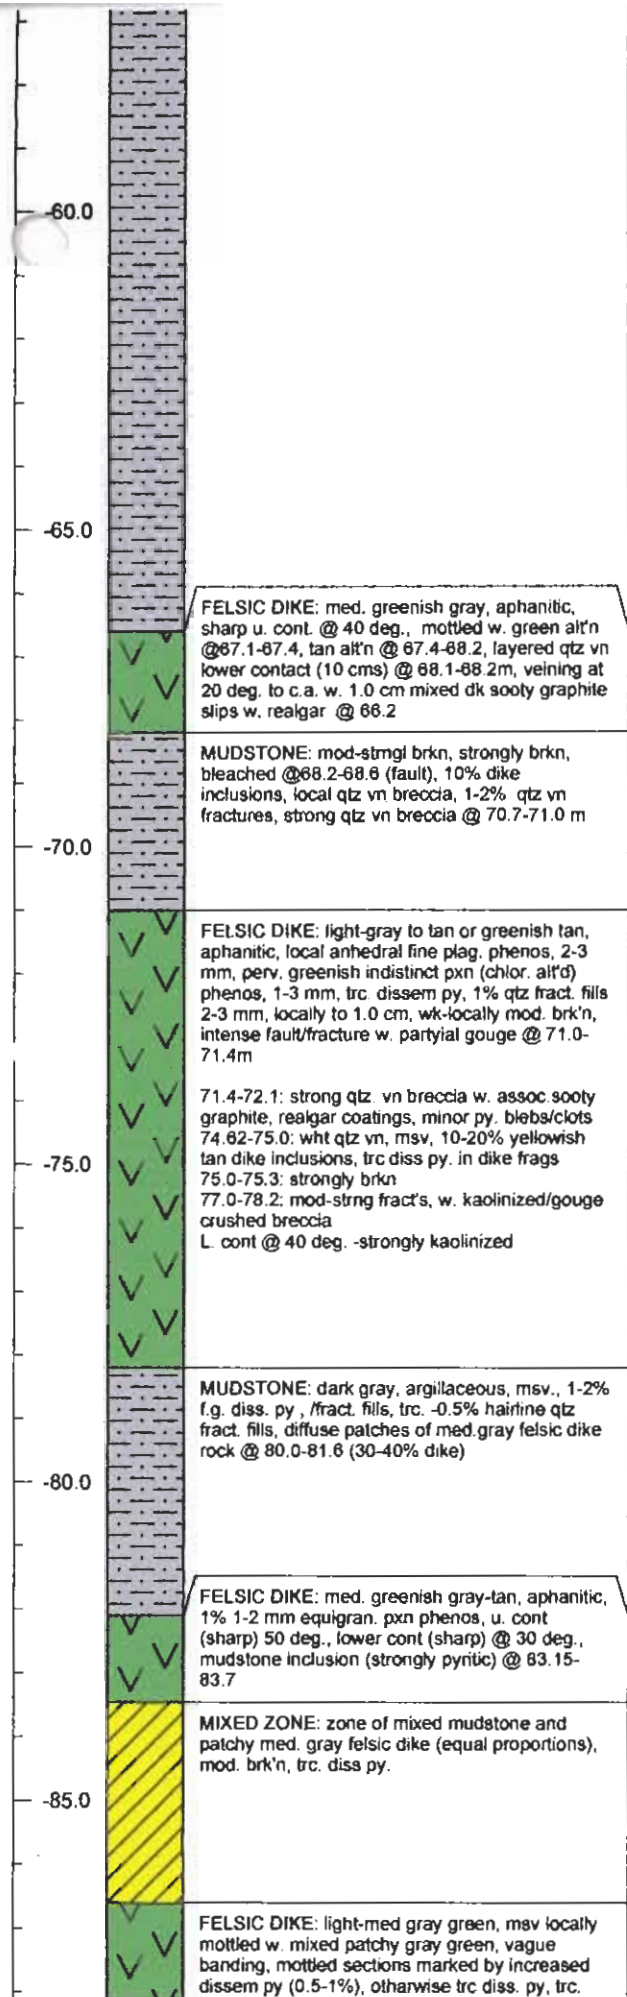 -60.0
-65.0
FELSIC DIKE: med. greenish gray, aphanitic,
sharp u. cont. @ 40 deg., mottled w. green alt'n
@67.1-67.4, tan alt'n @ 67.4-68.2, layered qtz vn
lower contact (10 cms) @ 68.1-68.2m, veining at
20 deg. to c.a. w. 1.0 cm mixed dk sooty graphite
slips w. realgar @ 66.2
MUDSTONE: mod-strngl brkn, strongly brkn,
bleached @68.2-68.6 (fault), 10% dike
inclusions, local qtz vn breccia, 1-2% qtz vn
fractures, strong qtz vn breccia @ 70.7-71.0 m
-70.0
FELSIC DIKE: light-gray to tan or greenish tan,
aphanitic, local anhedral fine plag. phenos, 2-3
mm, perv. greenish indistinct pxn (chlor. alt'd)
phenos, 1-3 mm, trc. dissem py, 1% qtz fract. fills
2-3 mm, locally to 1.0 cm, wk-locally mod. brk'n,
intense fault/fracture w. partyial gouge @ 71.0-
71.4m
71.4-72.1: strong qtz. vn breccia w. assoc.sooty
graphite, realgar coatings, minor py. blebs/clots
74.62-75.0: wht qtz vn, msv, 10-20% yellowish
tan dike inclusions, trc diss py. in dike frags
-75.0
75.0-75.3: strongly brkn
77.0-78.2: mod-strng fract's, w. kaolinized/gouge
crushed breccia
L. cont @ 40 deg. -strongly kaolinized
MUDSTONE: dark gray, argillaceous, msv., 1-2%
f.g. diss. py , /fract. fills, trc. -0.5% hairline qtz
fract. fills, diffuse patches of med.gray felsic dike
rock @ 80.0-81.6 (30-40% dike)
-80.0
FELSIC DIKE: med. greenish gray-tan, aphanitic,
1% 1-2 mm equigran. pxn phenos, u. cont
(sharp) 50 deg., lower cont (sharp) @ 30 deg.,
mudstone inclusion (strongly pyritic) @ 83.15-
83.7
MIXED ZONE: zone of mixed mudstone and
patchy med. gray felsic dike (equal proportions),
mod. brk'n, trc. diss py.
-85.0
FELSIC DIKE: light-med gray green, msv locally
mottled w. mixed patchy gray green, vague
banding, mottled sections marked by increased
dissem py (0.5-1%), otharwise trc diss. py, trc.